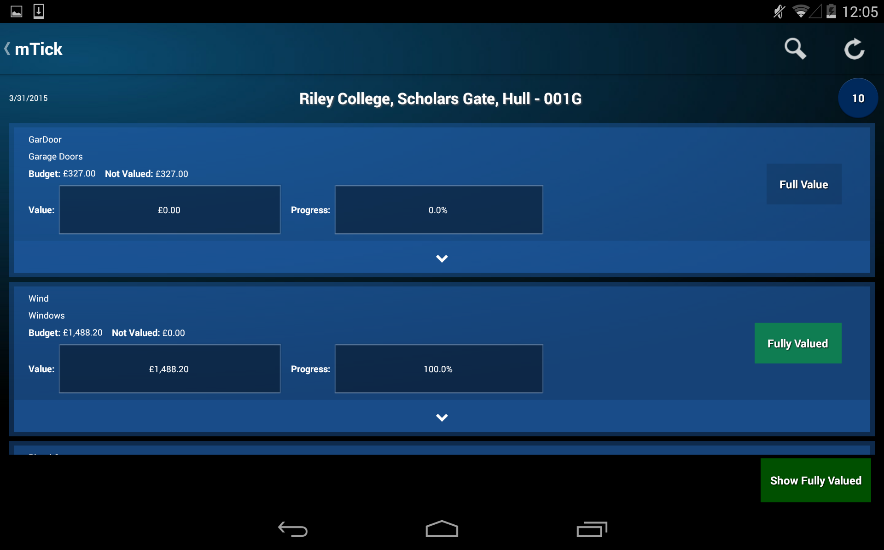 12:05
mTick
3/31/2015
Riley College, Scholars Gate, Hull - 001G
10
GarDoor
Garage Doors
Budget: £327.00 Not Valued: £327.00
Full Value
Value: £0.00 Progress: 0.0%
Wind
Windows
Budget: £1,488.20 Not Valued: £0.00
Fully Valued
Value: £1,488.20 Progress: 100.0%
Show Fully Valued